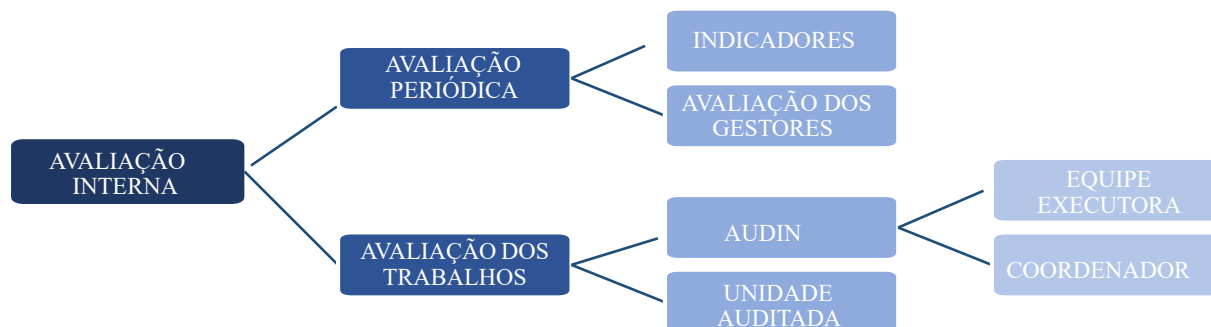 AVALIAÇÃO
INTERNA
AVALIAÇÃO
PERIÓDICA
INDICADORES
AVALIAÇÃO DOS
GESTORES
AVALIAÇÃO DOS
TRABALHOS
AUDIN
UNIDADE
AUDITADA
EQUIPE
EXECUTORA
COORDENADOR